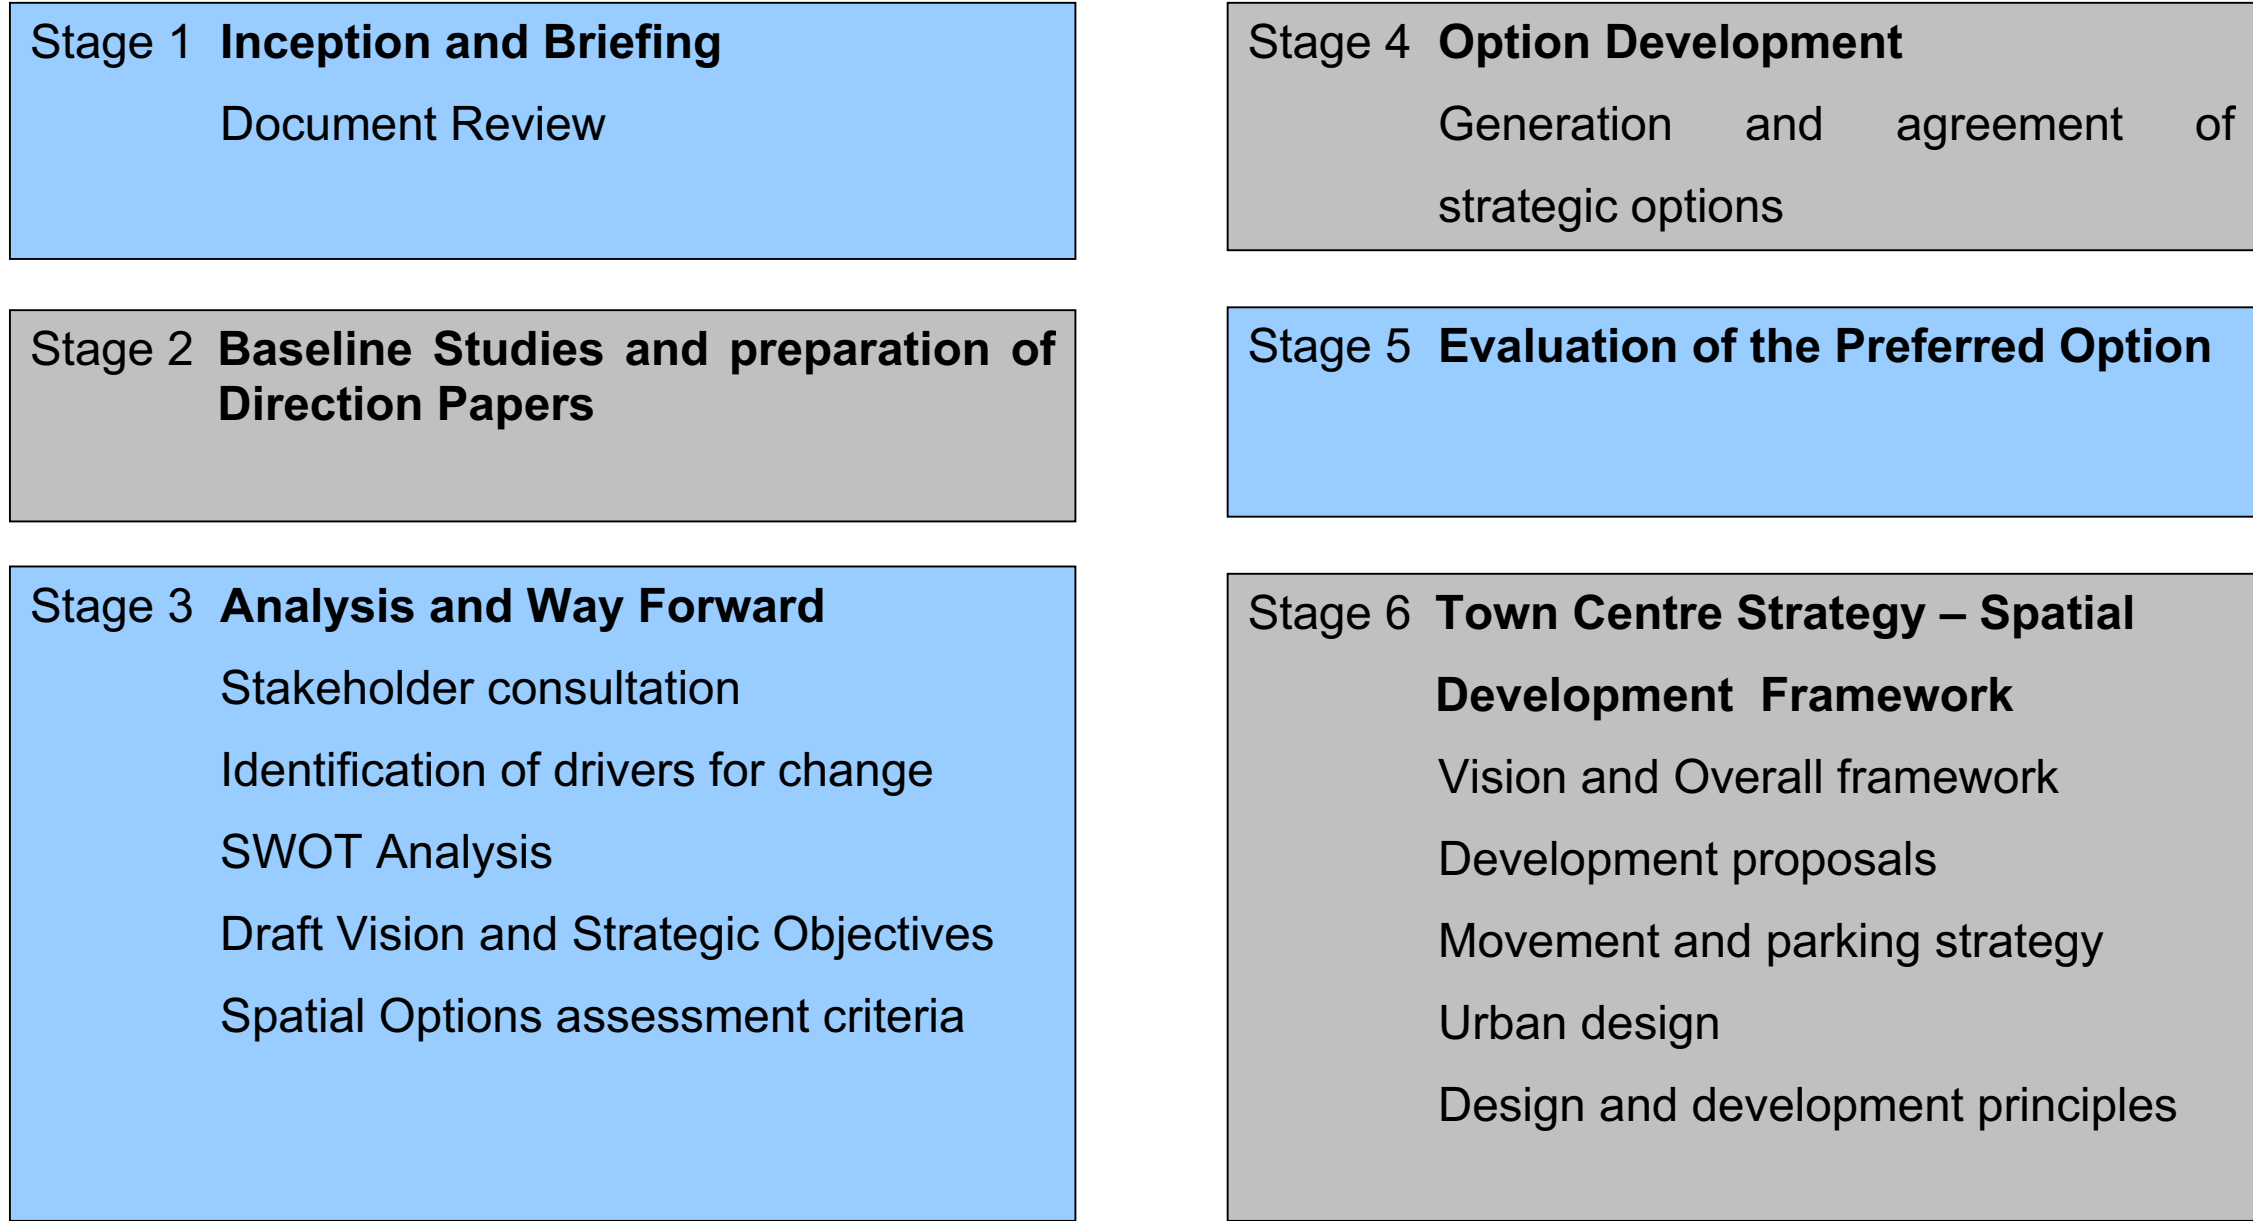 Stage 1 Inception and Briefing
Document Review
Stage 2 Baseline Studies and preparation of
Direction Papers
Stage 3 Analysis and Way Forward
Stakeholder consultation
Identification of drivers for change
SWOT Analysis
Draft Vision and Strategic Objectives
Spatial Options assessment criteria
Stage 4 Option Development
Generation and agreement of
strategic options
Stage 5 Evaluation of the Preferred Option
Stage 6 Town Centre Strategy – Spatial
Development Framework
Vision and Overall framework
Development proposals
Movement and parking strategy
Urban design
Design and development principles